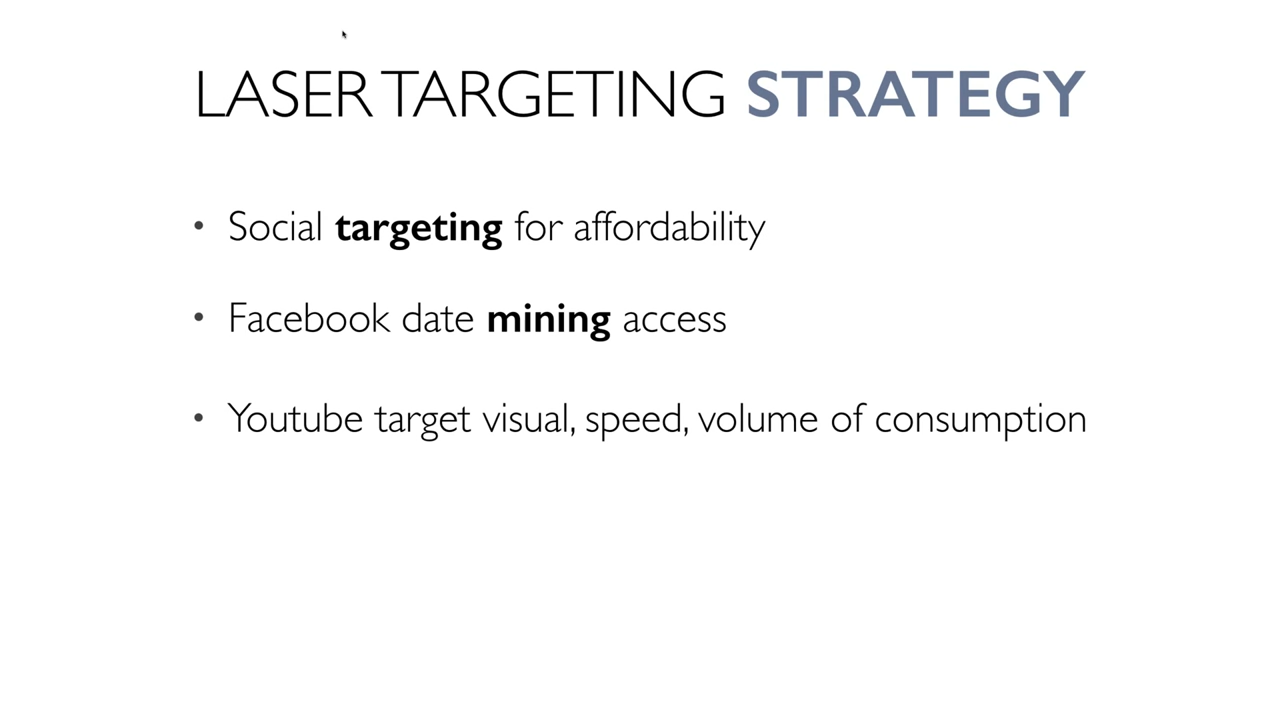 LASER TARGETING STRATEGY
• Social targeting for affordability
• Facebook date mining access
• Youtube target visual, speed, volume of consumption